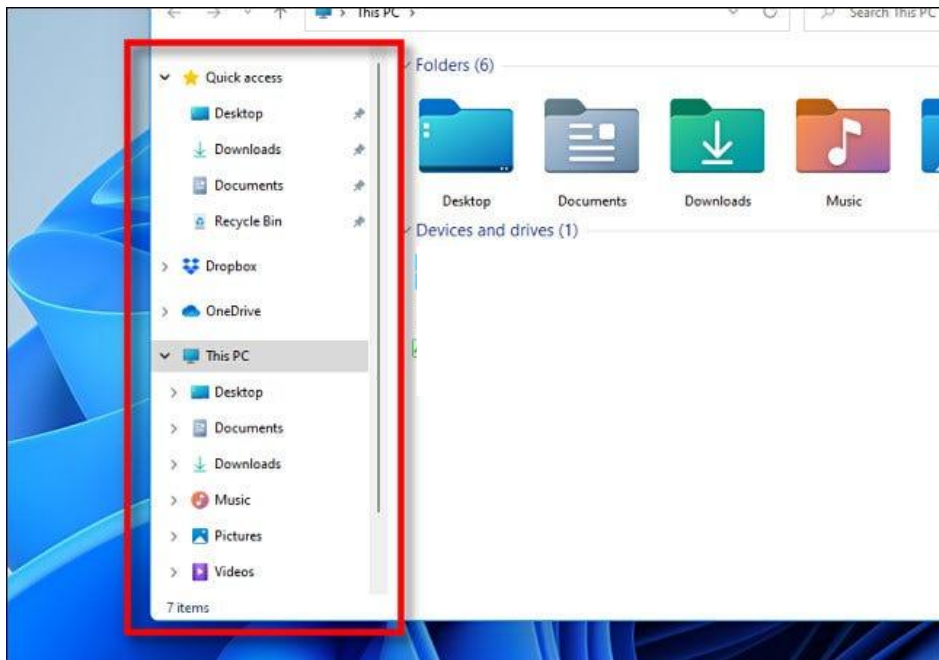 This PC
Search This PC
Quick access
Desktop
Downloads
Documents
Recycle Bin
Dropbox
OneDrive
This PC
Desktop
Documents
Downloads
Music
Pictures
Videos
7 items
Folders (6)
Desktop
Documents
Downloads
Music
Devices and drives (1)